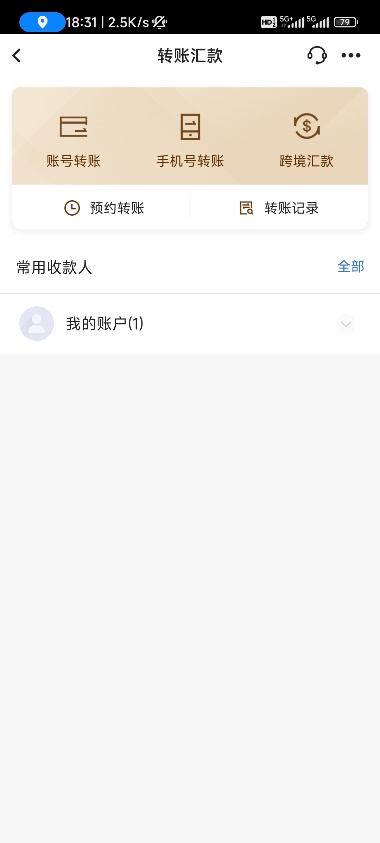 18:31 | 2.5K/s
HD 5G+ 5G 79
转账汇款
账号转账 手机号转账 跨境汇款
预约转账 转账记录
常用收款人 全部
我的账户(1)